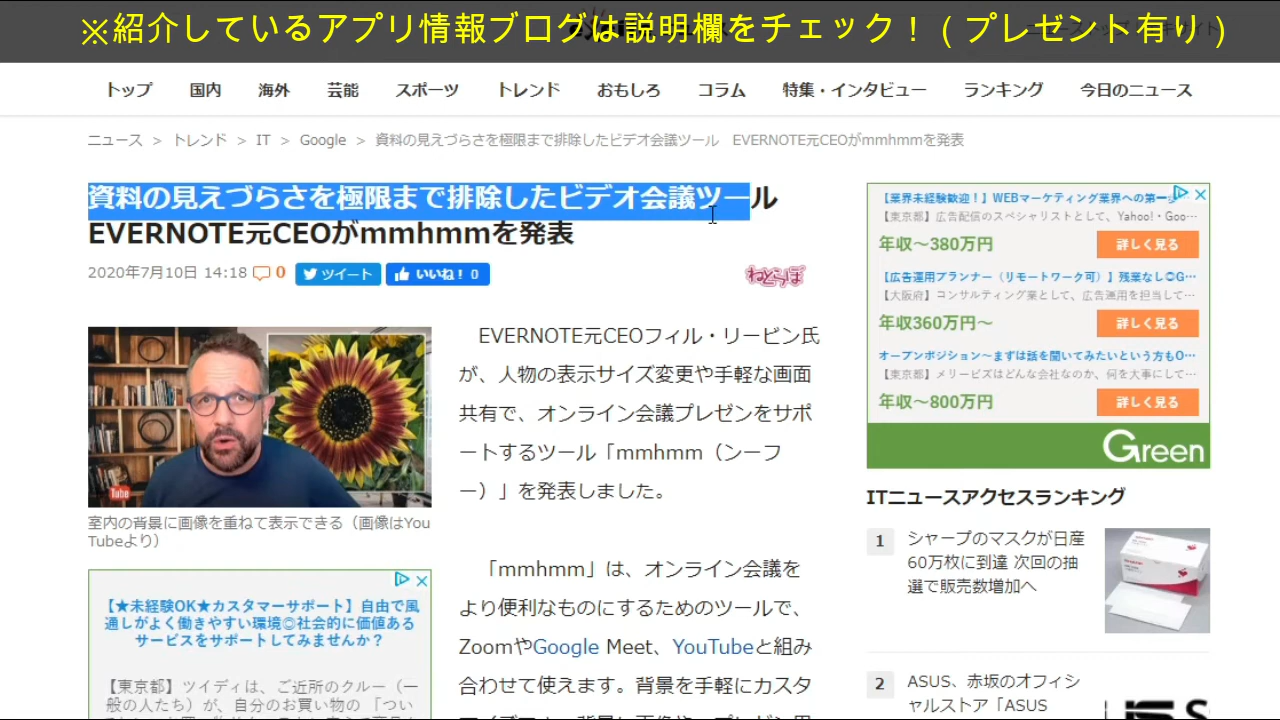 ※紹介しているアプリ情報ブログは説明欄をチェック！（プレゼント有り）
トップ 国内 海外 芸能 スポーツ トレンド おもしろ コラム 特集・インタビュー ランキング 今日のニュース
ニュース > トレンド > IT > Google > 資料の見えづらさを極限まで排除したビデオ会議ツール EVERNOTE元CEOがmmhmmを発表
資料の見えづらさを極限まで排除したビデオ会議ツール
EVERNOTE元CEOがmmhmmを発表
2020年7月10日 14:18 0 ツイート いいね！ 0 ねとらぼ
Tube
室内の背景に画像を重ねて表示できる（画像はYou
Tubeより）
EVERNOTE元CEOフィル・リービン氏
が、人物の表示サイズ変更や手軽な画面
共有で、オンライン会議プレゼンをサポ
ートするツール「mmhmm（ンーフ
ー）」を発表しました。
「mmhmm」は、オンライン会議を
より便利なものにするためのツールで、
ZoomやGoogle Meet、YouTubeと組み
合わせて使えます。背景を手軽にカスタ
【★未経験OK★カスタマーサポート】自由で風
通しがよく働きやすい環境◎社会的に価値ある
サービスをサポートしてみませんか？
【東京都】ツイディは、ご近所のクルー（一
般の人たち）が、自分のお買い物の「つい
【業界未経験歓迎！】WEBマーケティング業界への第一
【東京都】広告配信のスペシャリストとして、Yahoo!・Goo…
年収～380万円 詳しく見る
【広告運用プランナー（リモートワーク可）】残業なし◎G…
【大阪府】コンサルティング業として、広告運用を担当して…
年収360万円～ 詳しく見る
オープンポジション～まずは話を聞いてみたいという方もO…
【東京都】メリービズはどんな会社なのか、何を大事にして…
年収～800万円 詳しく見る
Green
ITニュースアクセスランキング
1 シャープのマスクが日産
60万枚に到達 次回の抽
選で販売数増加へ
2 ASUS、赤坂のオフィシ
ャルストア「ASUS